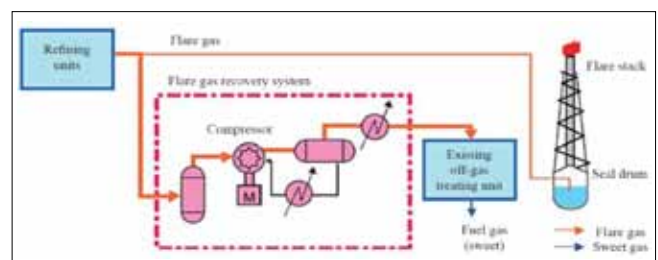 Refining
units
Flare gas
Flare gas recovery system
Compressor
M
Existing
off-gas
treating unit
Fuel gas
(sweet)
Flare stack
Seal drum
Flare gas
Sweet gas